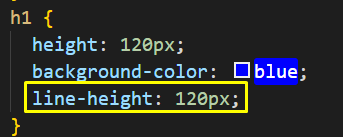 h1 {
height: 120px;
background-color: blue;
line-height: 120px;
}